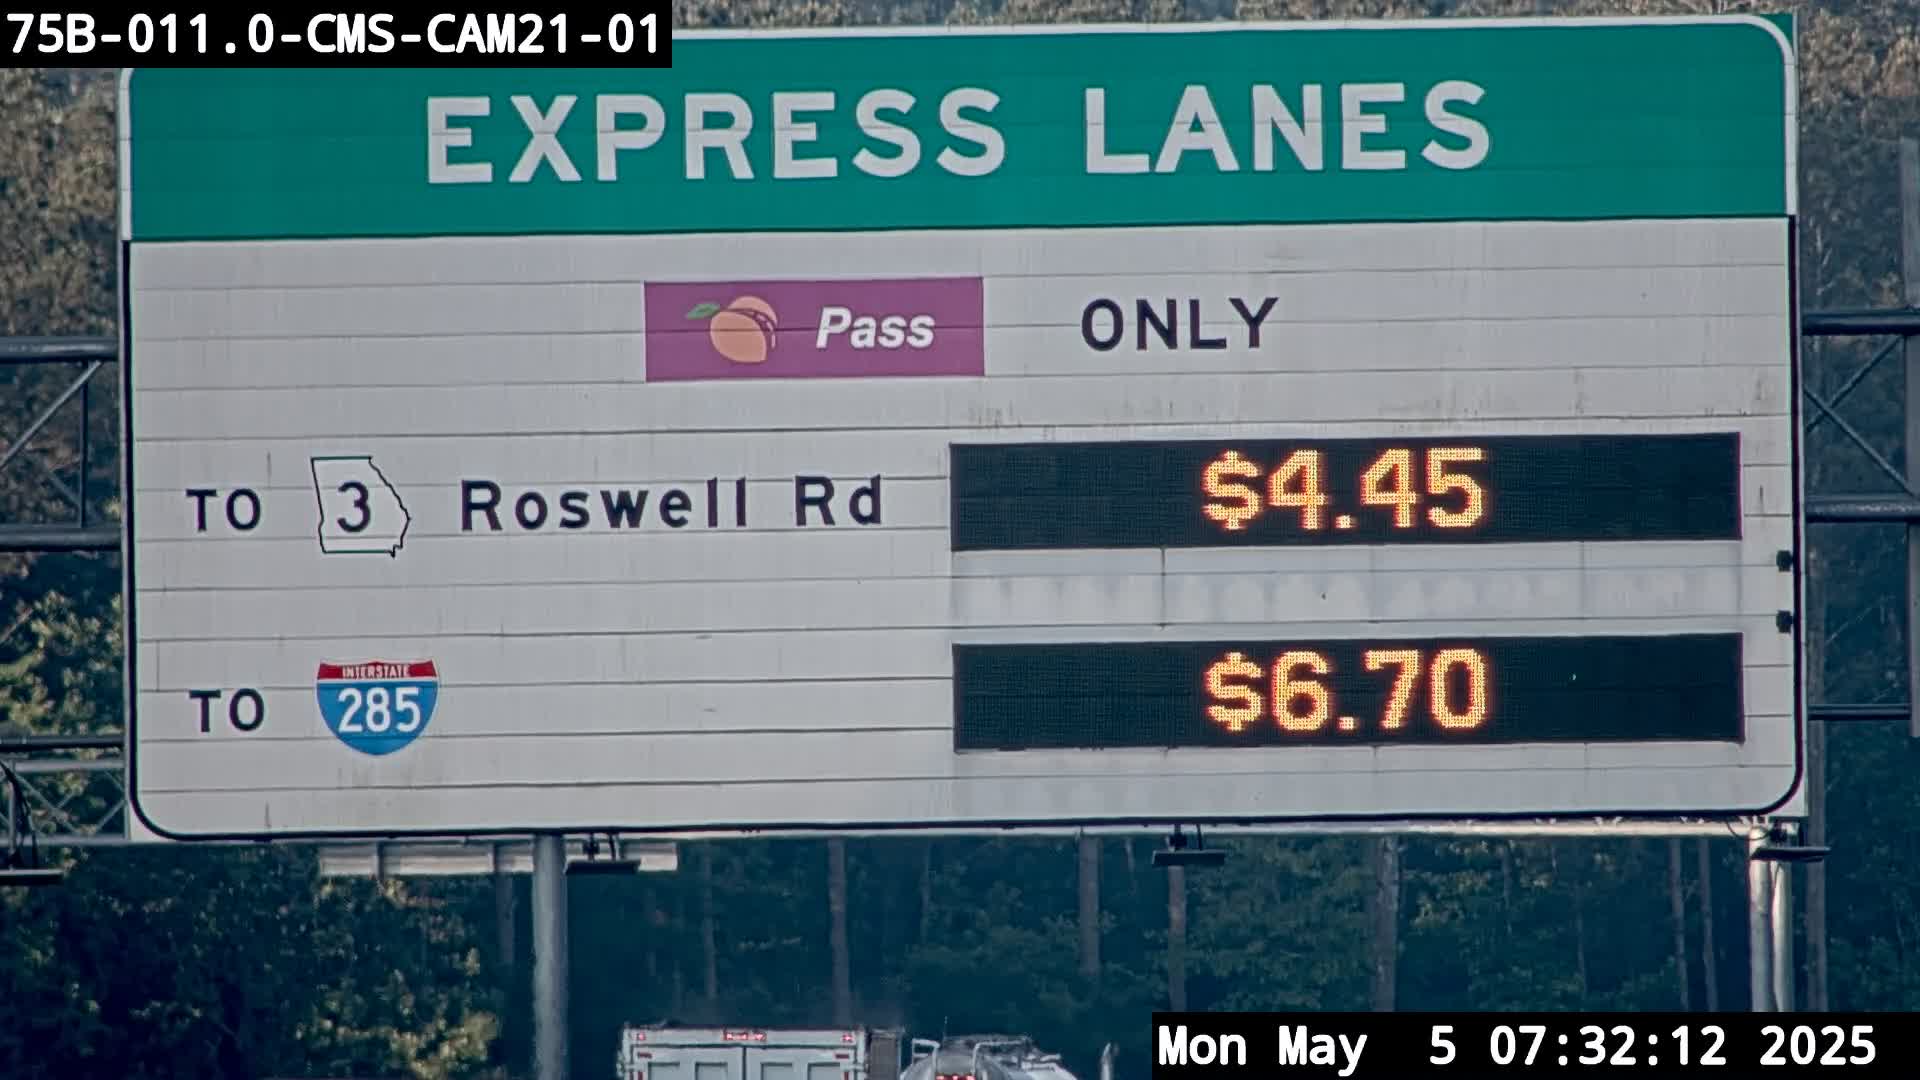 75B-011.0-CMS-CAM21-01
EXPRESS LANES
Pass ONLY
TO 3 Roswell Rd $4.45
TO INTERSTATE 285 $6.70
Mon May 5 07:32:12 2025